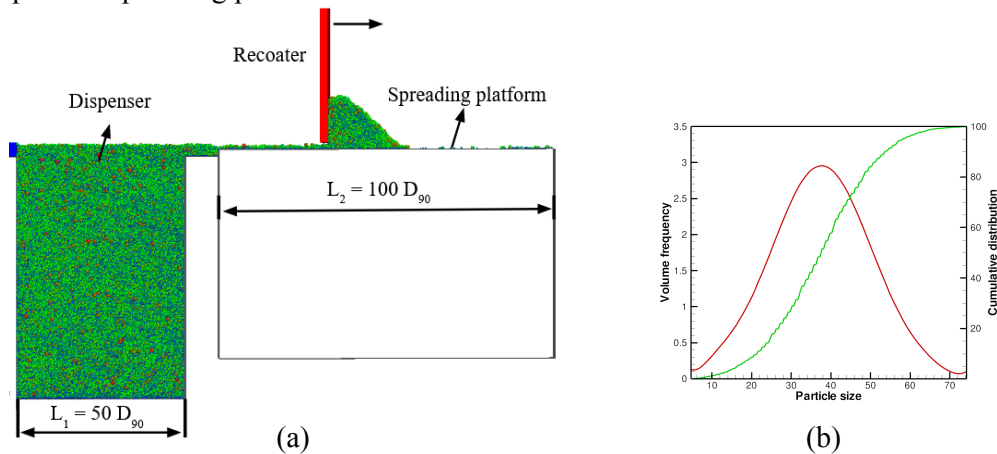 Recoater
Dispenser
Spreading platform
L2 = 100 D90
L1 = 50 D90
(a)
3.5
3
2.5
2
1.5
1
0.5
0
Volume frequency
10 20 30 40 50 60 70
Particle size
100
80
60
40
20
Cumulative distribution
(b)